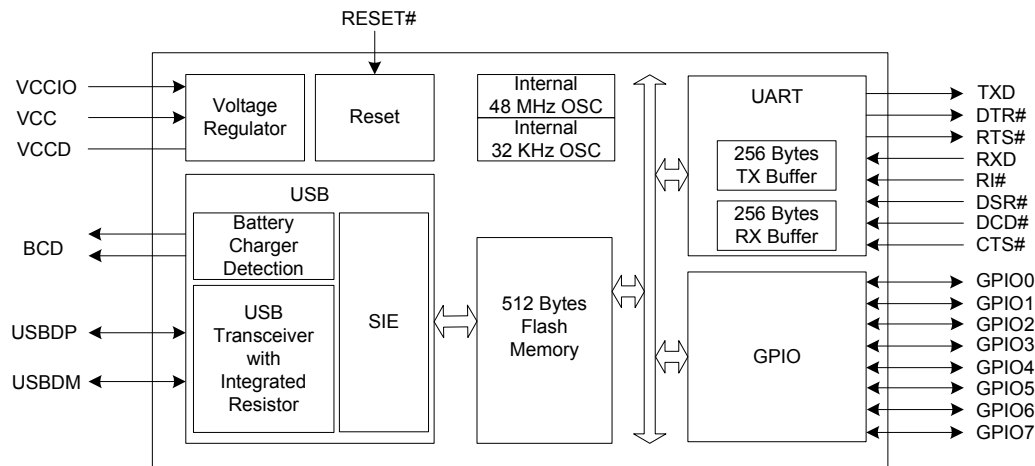 RESET#
VCCIO
VCC
VCCD
Voltage
Regulator
Reset
Internal
48 MHz OSC
Internal
32 KHz OSC
UART
256 Bytes
TX Buffer
256 Bytes
RX Buffer
TXD
DTR#
RTS#
RXD
RI#
DSR#
DCD#
CTS#
BCD
USBDP
USBDM
USB
Battery
Charger
Detection
USB
Transceiver
with
Integrated
Resistor
SIE
512 Bytes
Flash
Memory
GPIO
GPIO0
GPIO1
GPIO2
GPIO3
GPIO4
GPIO5
GPIO6
GPIO7